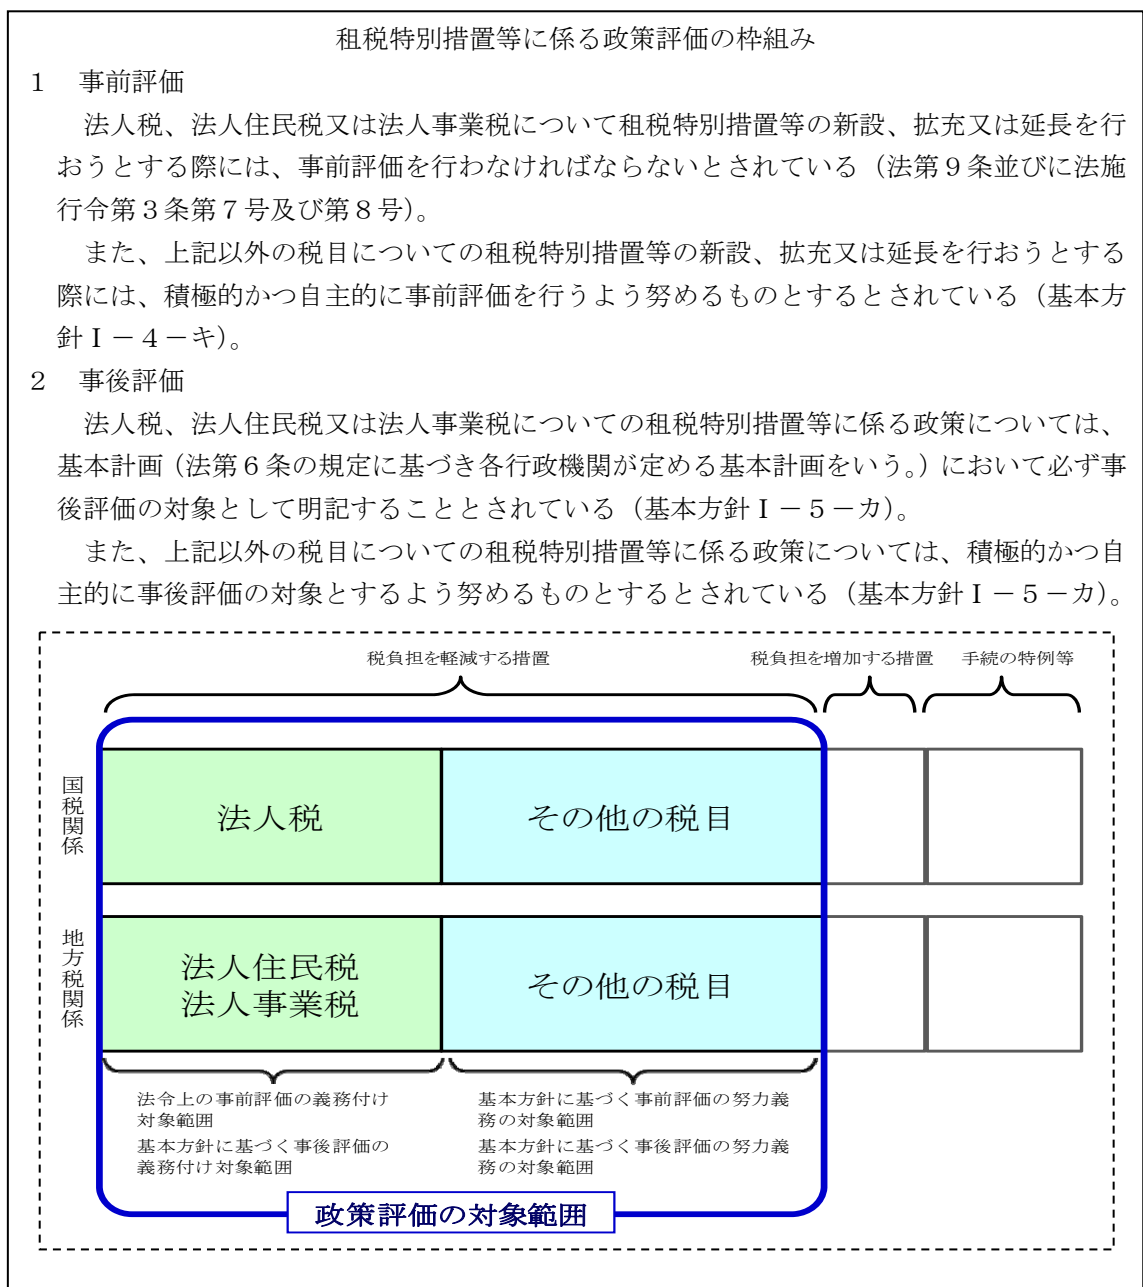 租税特別措置等に係る政策評価の枠組み
１　事前評価
法人税、法人住民税又は法人事業税について租税特別措置等の新設、拡充又は延長を行
おうとする際には、事前評価を行わなければならないとされている（法第９条並びに法施
行令第３条第７号及び第８号）。
また、上記以外の税目についての租税特別措置等の新設、拡充又は延長を行おうとする
際には、積極的かつ自主的に事前評価を行うよう努めるものとするとされている（基本方
針Ⅰ－４－キ）。
２　事後評価
法人税、法人住民税又は法人事業税についての租税特別措置等に係る政策については、
基本計画（法第６条の規定に基づき各行政機関が定める基本計画をいう。）において必ず事
後評価の対象として明記することとされている（基本方針Ⅰ－５－カ）。
また、上記以外の税目についての租税特別措置等に係る政策については、積極的かつ自
主的に事後評価の対象とするよう努めるものとするとされている（基本方針Ⅰ－５－カ）。
税負担を軽減する措置
税負担を増加する措置
手続の特例等
国税関係
法人税
その他の税目
地方税関係
法人住民税
法人事業税
その他の税目
法令上の事前評価の義務付け
対象範囲
基本方針に基づく事後評価の
義務付け対象範囲
基本方針に基づく事前評価の努力義
務の対象範囲
基本方針に基づく事後評価の努力義
務の対象範囲
政策評価の対象範囲